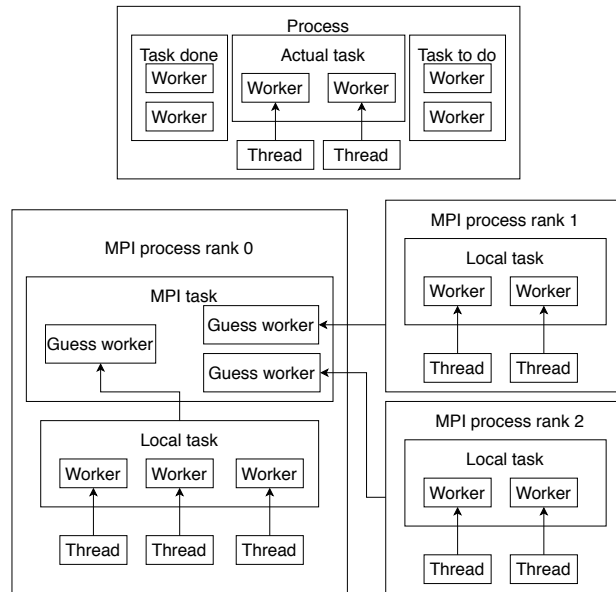 Process
Task done
Actual task
Task to do
Worker
Worker
Worker
Worker
Worker
Worker
Thread
Thread
MPI process rank 0
MPI task
Guess worker
Guess worker
Guess worker
Local task
Worker
Worker
Worker
Thread
Thread
Thread
MPI process rank 1
Local task
Worker
Worker
Thread
Thread
MPI process rank 2
Local task
Worker
Worker
Thread
Thread